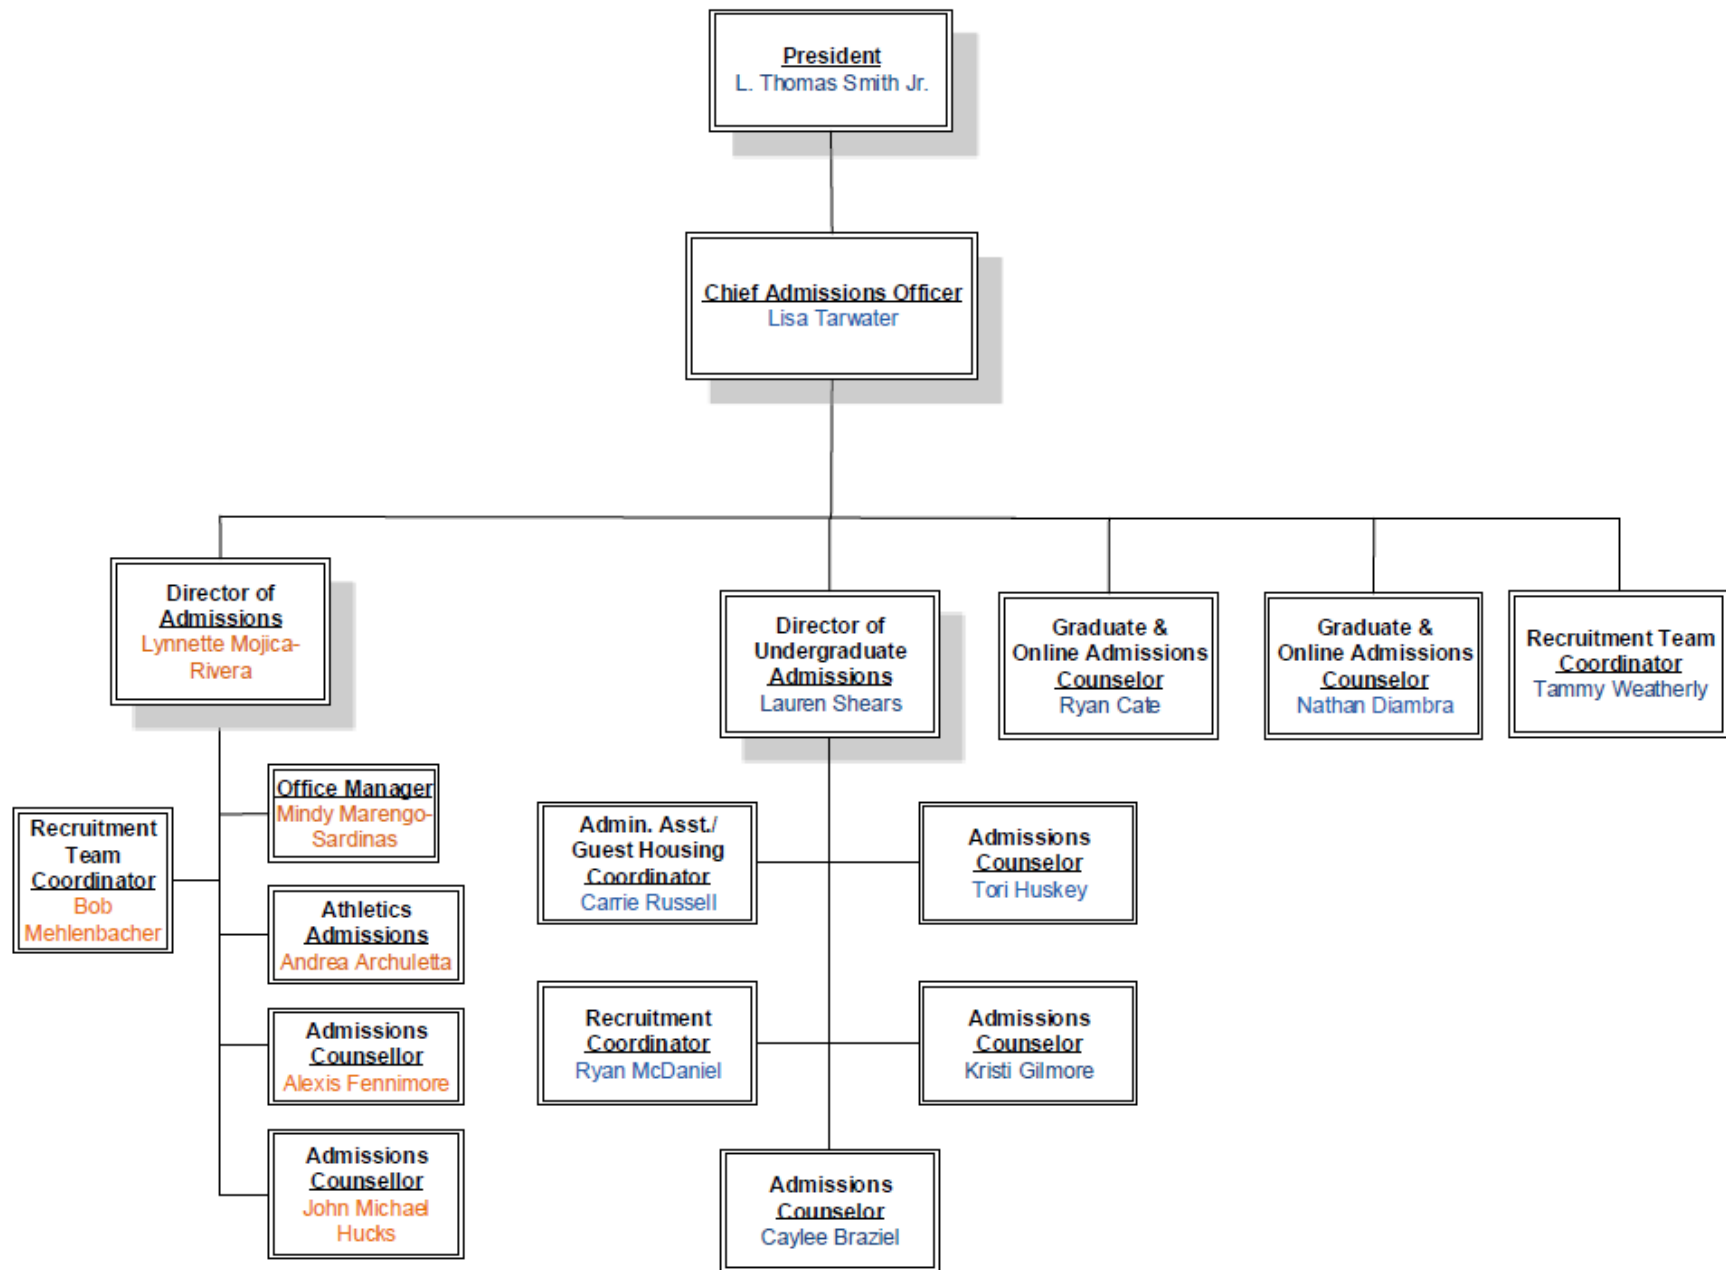 President
L. Thomas Smith Jr.
Chief Admissions Officer
Lisa Tarwater
Director of
Admissions
Lynnette Mojica-
Rivera
Director of
Undergraduate
Admissions
Lauren Shears
Graduate &
Online Admissions
Counselor
Ryan Cate
Graduate &
Online Admissions
Counselor
Nathan Diambra
Recruitment Team
Coordinator
Tammy Weatherly
Recruitment
Team
Coordinator
Bob
Mehlenbacher
Office Manager
Mindy Marengo-
Sardinas
Athletics
Admissions
Andrea Archuletta
Admissions
Counsellor
Alexis Fennimore
Admissions
Counsellor
John Michael
Hucks
Admin. Asst./
Guest Housing
Coordinator
Carrie Russell
Admissions
Counselor
Tori Huskey
Recruitment
Coordinator
Ryan McDaniel
Admissions
Counselor
Kristi Gilmore
Admissions
Counselor
Caylee Braziel